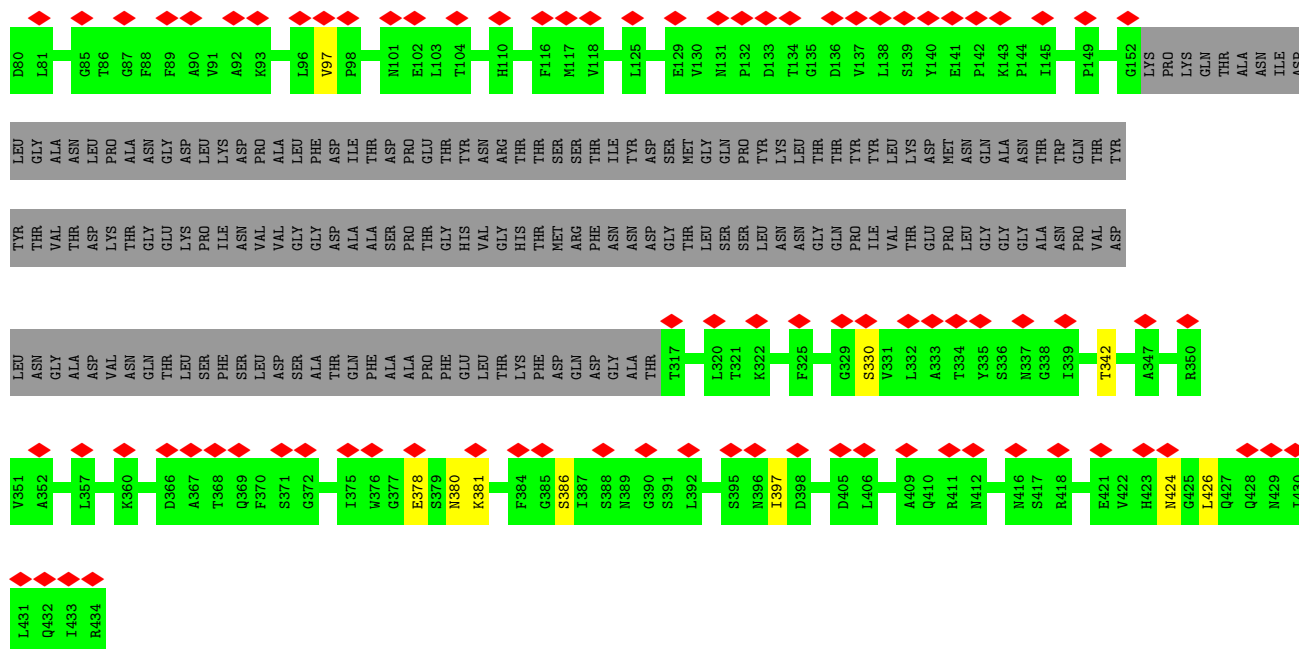 D80 L81 G85 T86 G87 F88 F89 A90 V91 A92 K93 L96 V97 P98 N101 E102 L103 T104 H110 F116 M117 V118 L125 E129 V130 N131 P132 D133 T134 G135 D136 V137 L138 S139 Y140 E141 P142 K143 P144 I145 P149 G152 LYS PRO LYS GLN THR ALA ASN ILE ASP
LEU GLY ALA ASN LEU PRO ALA ASN GLY ASP LEU LYS ASP PRO ALA LEU PHE ASP ILE THR ASP PRO GLU THR TYR ASN ARG THR THR SER SER THR ILE TYR ASP SER MET GLY GLN PRO TYR LYS LEU THR THR TYR TYR LEU LYS ASP MET ASN GLN ALA ASN THR TRP GLN THR TYR
TYR THR VAL THR ASP LYS THR GLY GLU LYS PRO ILE ASN VAL VAL GLY GLY ASP ALA ALA SER PRO THR GLY HIS VAL GLY HIS THR MET ARG PHE ASN ASN ASP GLY THR LEU SER SER LEU ASN ASN GLY GLN PRO ILE VAL THR GLU PRO LEU GLY GLY GLY ALA ASN PRO VAL ASP
LEU ASN GLY ALA ASP VAL ASN GLN THR LEU SER PHE SER LEU ASP SER ALA THR GLN PHE ALA ALA PRO PHE GLU LEU THR LYS PHE ASP GLN ASP GLY ALA THR T317 L320 T321 K322 F325 G329 S330 V331 L332 A333 T334 Y335 S336 N337 G338 I339 T342 A347 R350
V351 A352 L357 K360 D366 A367 T368 Q369 F370 S371 G372 I375 W376 G377 E378 S379 N380 K381 F384 G385 S386 I387 S388 N389 G390 S391 L392 S395 N396 I397 D398 D405 L406 A409 Q410 R411 N412 N416 S417 R418 E421 V422 H423 N424 G425 L426 Q427 Q428 N429 I430
L431 Q432 I433 R434